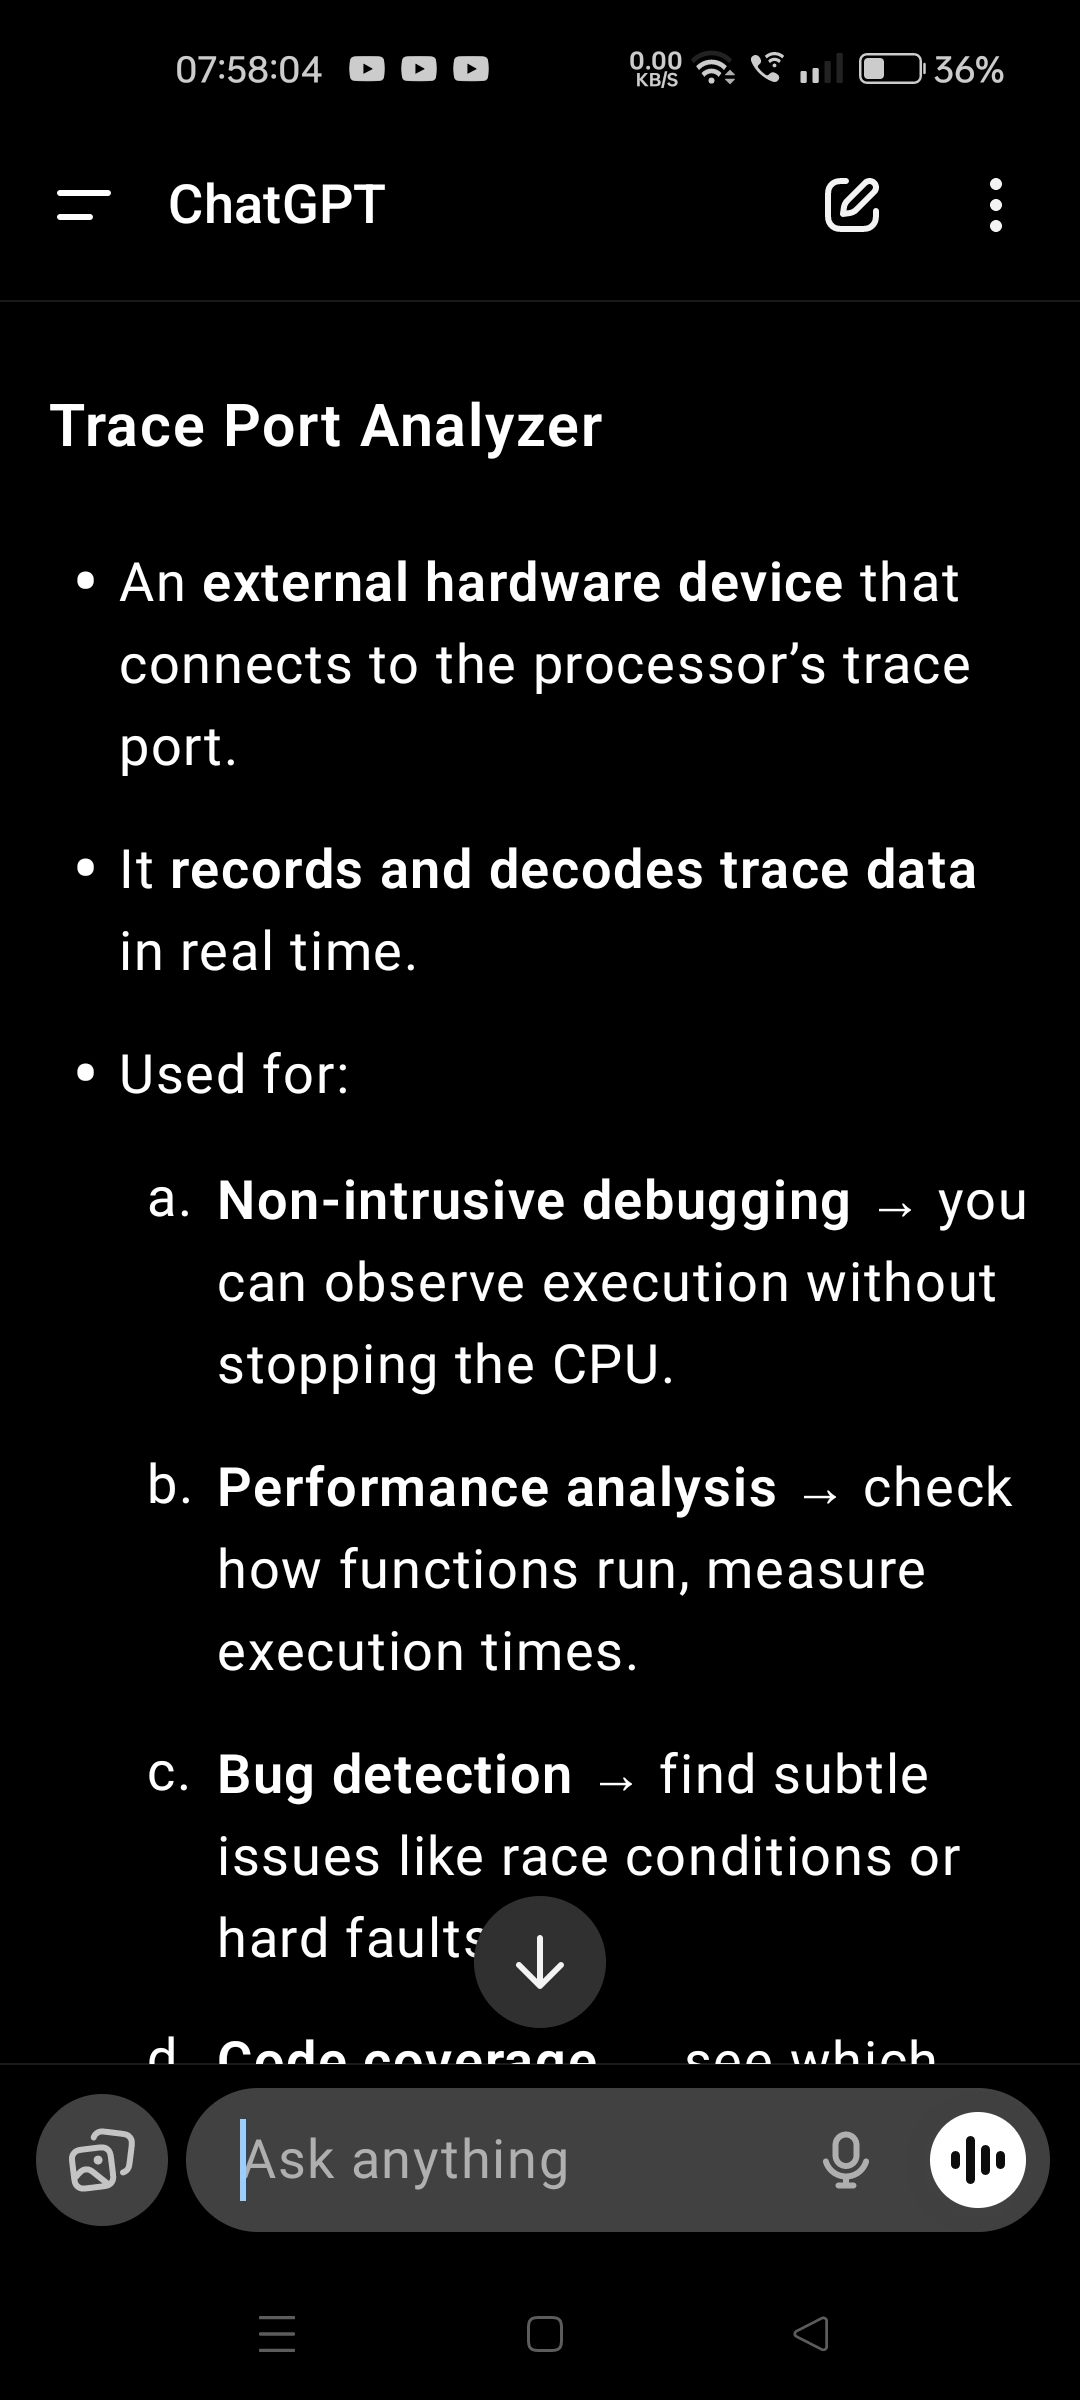 07:58:04 0.00 KB/S 36%
ChatGPT
Trace Port Analyzer
• An external hardware device that
connects to the processor’s trace
port.
• It records and decodes trace data
in real time.
• Used for:
a. Non-intrusive debugging → you
can observe execution without
stopping the CPU.
b. Performance analysis → check
how functions run, measure
execution times.
c. Bug detection → find subtle
issues like race conditions or
hard faults
d. Code coverage see which
Ask anything